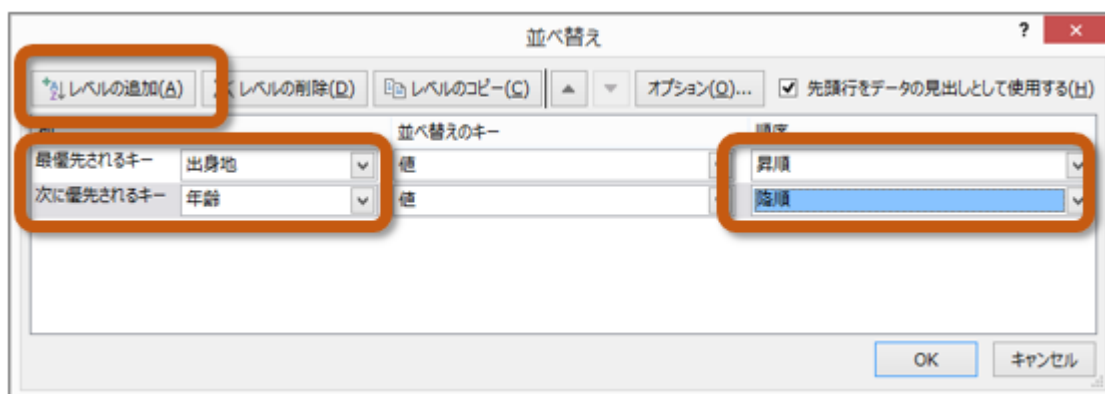 並べ替え ? ×
レベルの追加(A) レベルの削除(D) レベルのコピー(C) オプション(O)... 先頭行をデータの見出しとして使用する(H)
並べ替えのキー 順序
最優先されるキー 出身地 値 昇順
次に優先されるキー 年齢 値 降順
OK キャンセル